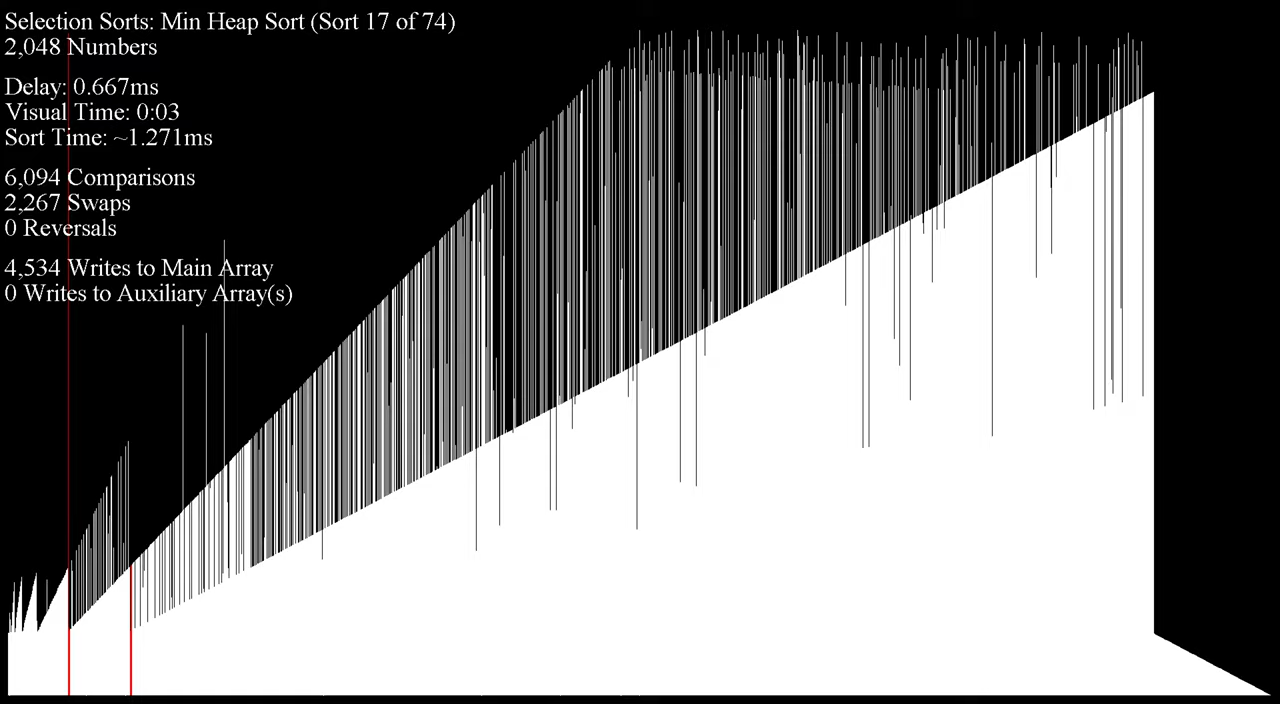 Selection Sorts: Min Heap Sort (Sort 17 of 74)
2,048 Numbers
Delay: 0.667ms
Visual Time: 0:03
Sort Time: ~1.271ms
6,094 Comparisons
2,267 Swaps
0 Reversals
4,534 Writes to Main Array
0 Writes to Auxiliary Array(s)